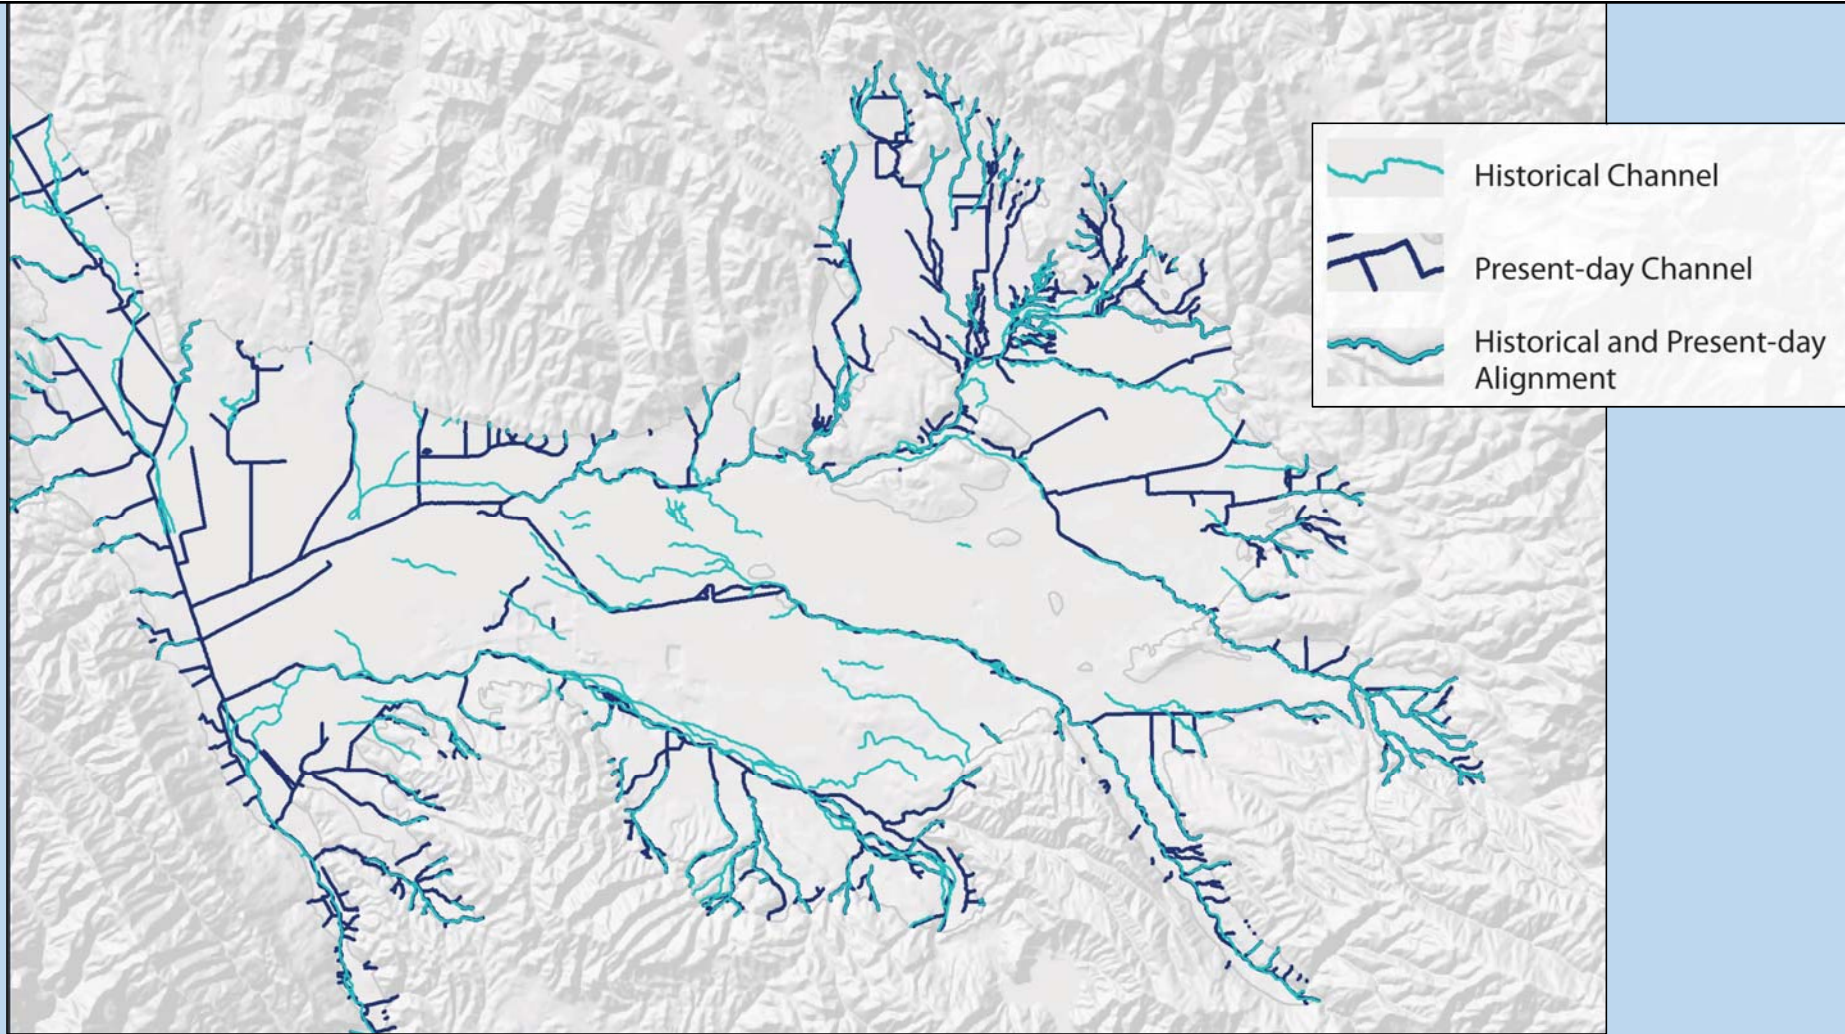 Historical Channel
Present-day Channel
Historical and Present-day
Alignment